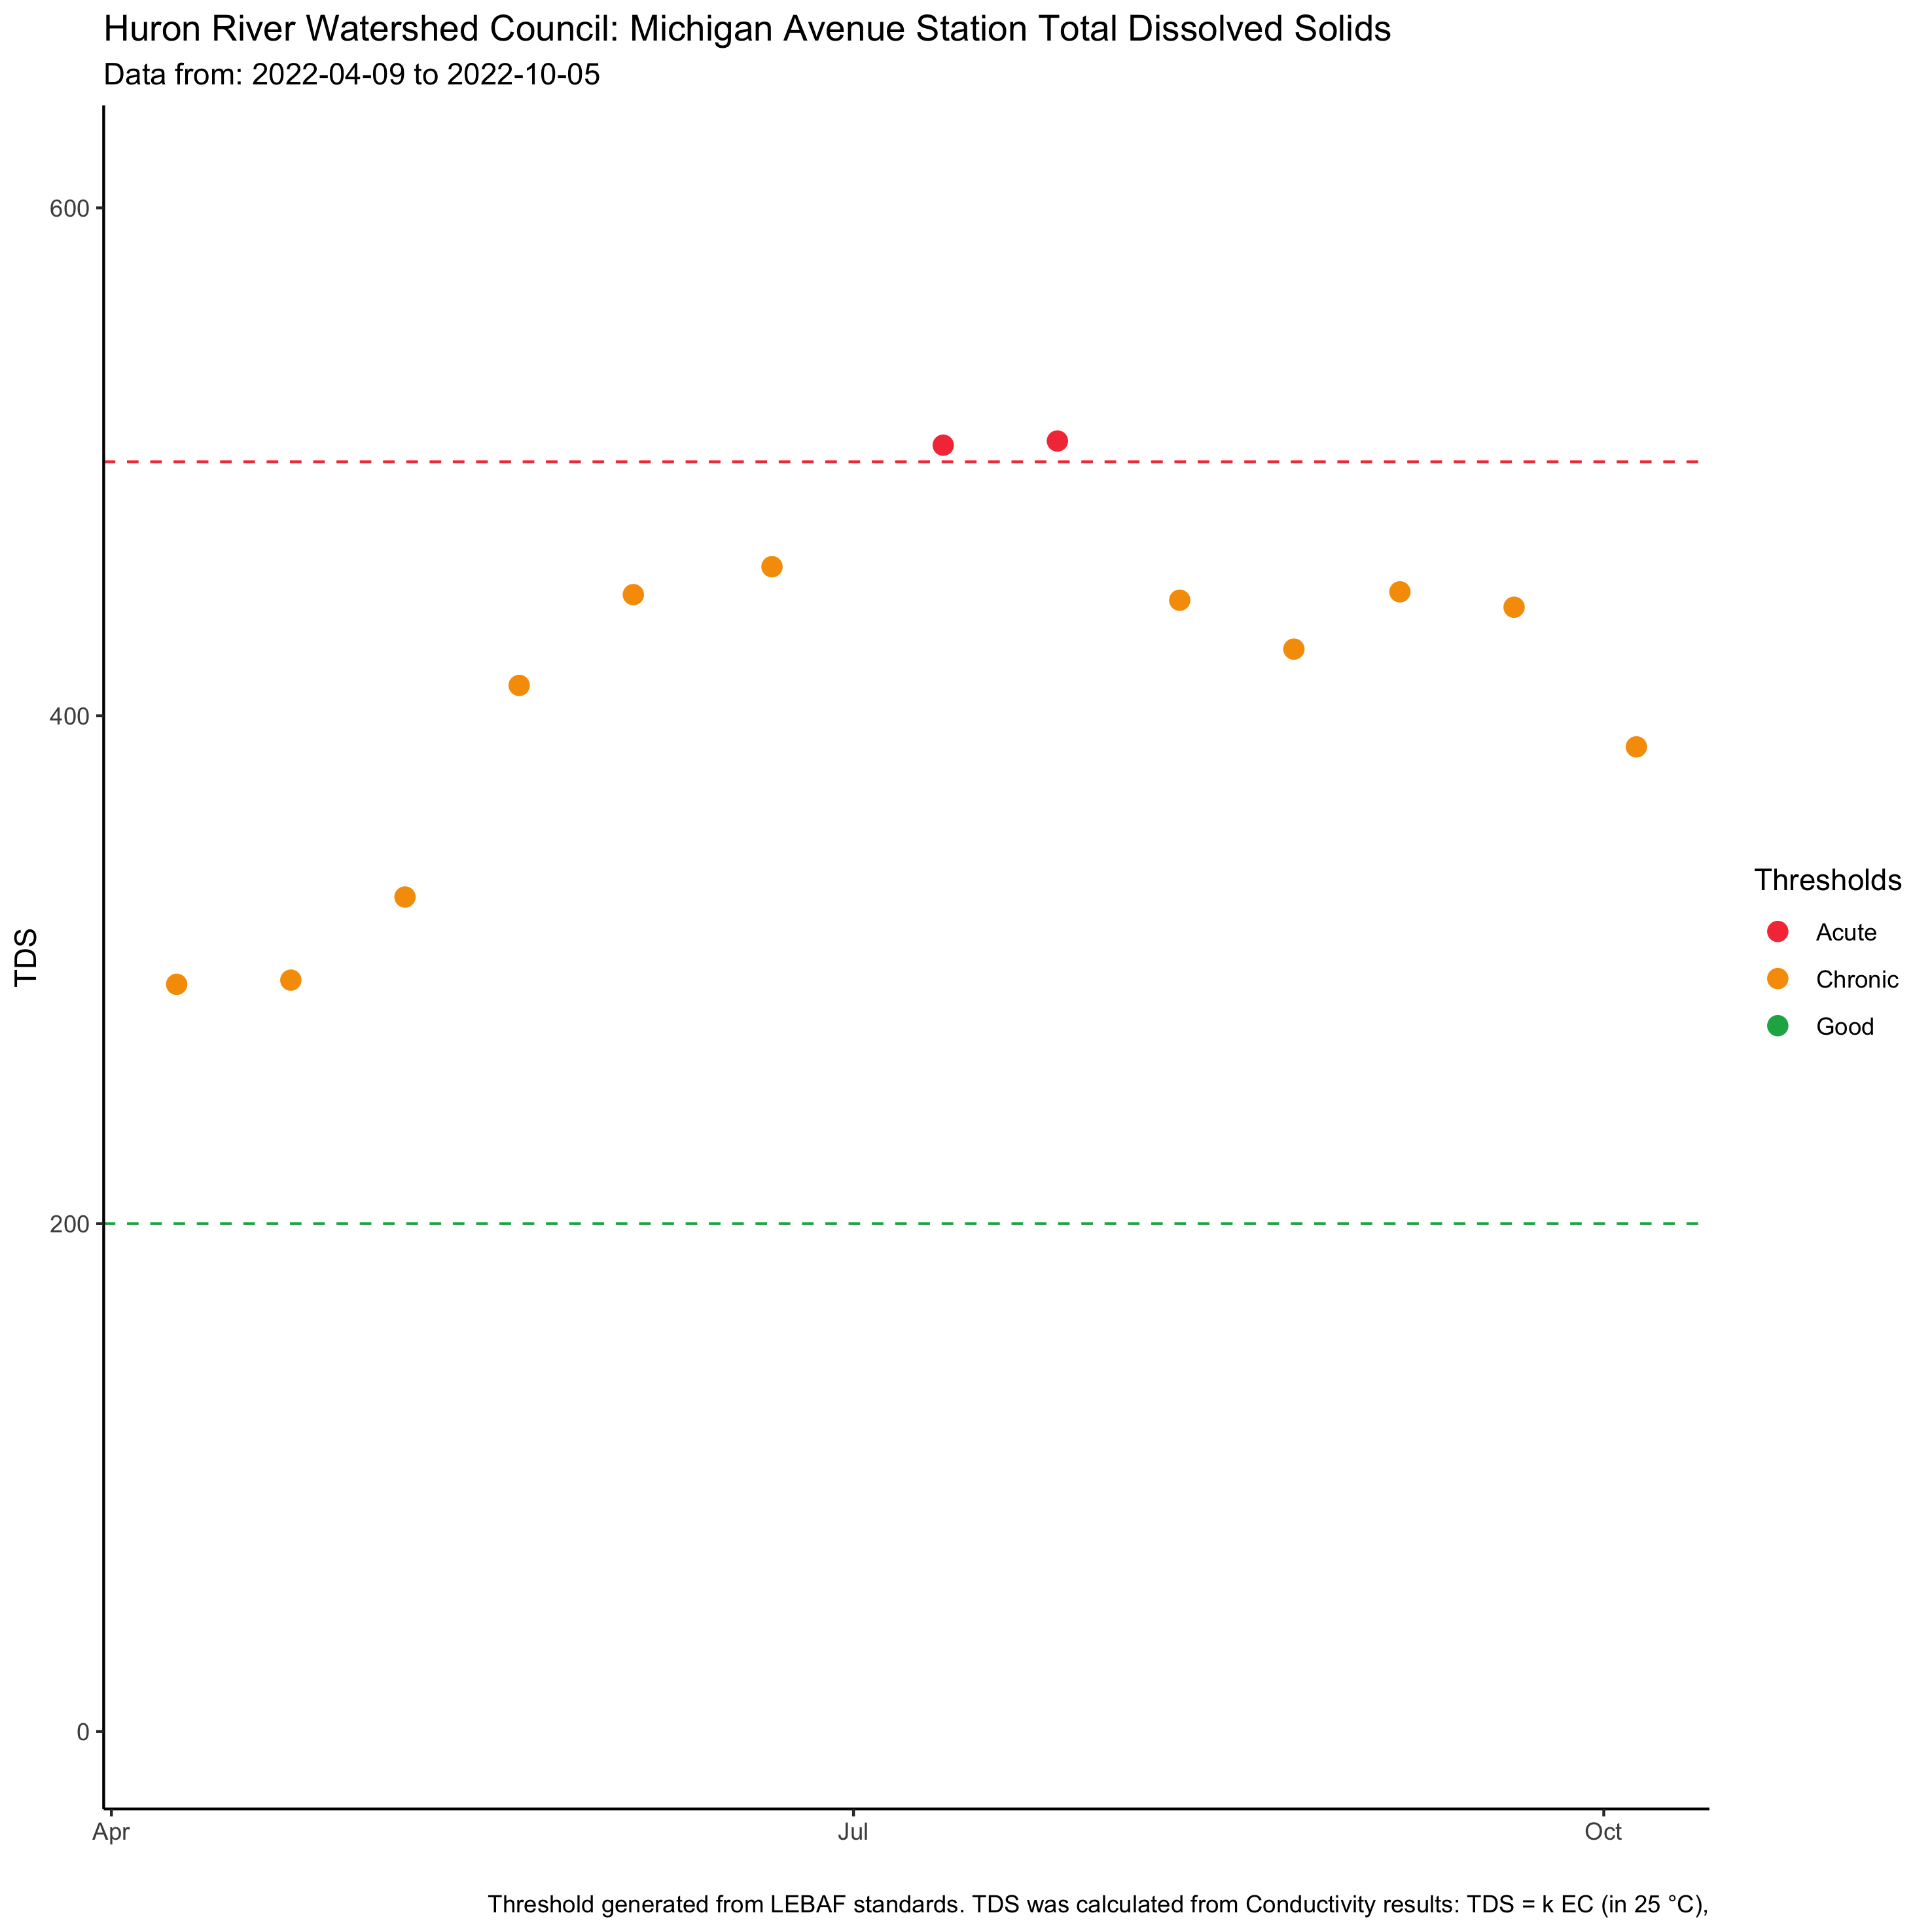 Huron River Watershed Council: Michigan Avenue Station Total Dissolved Solids
Data from: 2022-04-09 to 2022-10-05
600
400
200
0
TDS
Apr
Jul
Oct
Thresholds
Acute
Chronic
Good
Threshold generated from LEBAF standards. TDS was calculated from Conductivity results: TDS = k EC (in 25 °C),